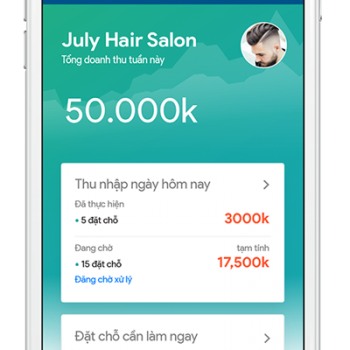 July Hair Salon
Tổng doanh thu tuần này
50.000k
Thu nhập ngày hôm nay
Đã thực hiện
5 đặt chỗ
3000k
Đang chờ
tạm tính
15 đặt chỗ
17,500k
Đăng chờ xử lý
Đặt chỗ cần làm ngay